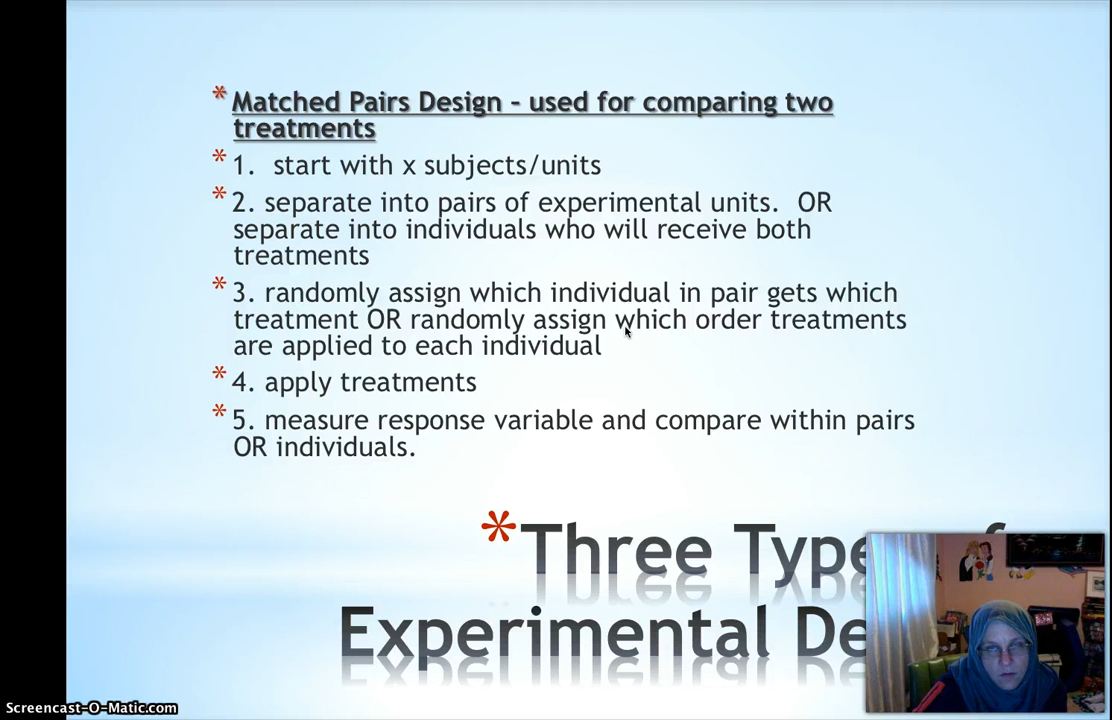 * Matched Pairs Design - used for comparing two
treatments
* 1. start with x subjects/units
* 2. separate into pairs of experimental units. OR
separate into individuals who will receive both
treatments
* 3. randomly assign which individual in pair gets which
treatment OR randomly assign which order treatments
are applied to each individual
* 4. apply treatments
* 5. measure response variable and compare within pairs
OR individuals.
* Three Type
Experimental De
Screencast-O-Matic.com